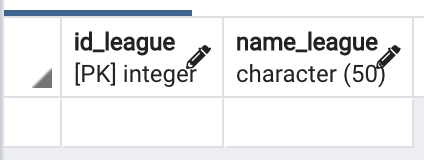 id_league
[PK] integer
name_league
character (50)